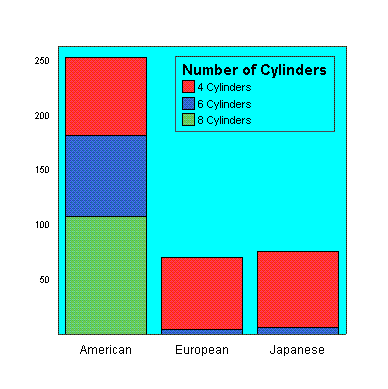 250
200
150
100
50
Number of Cylinders
4 Cylinders
6 Cylinders
8 Cylinders
American
European
Japanese